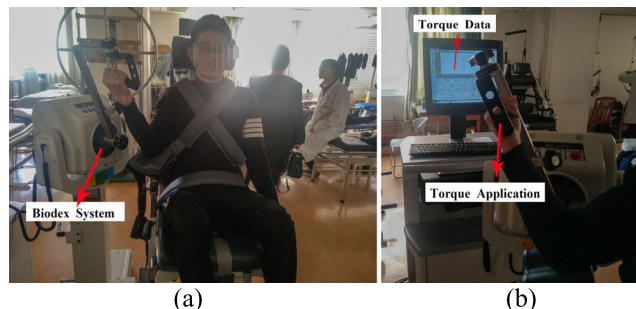 Torque Data
Biodex System
Torque Application
(a)
(b)